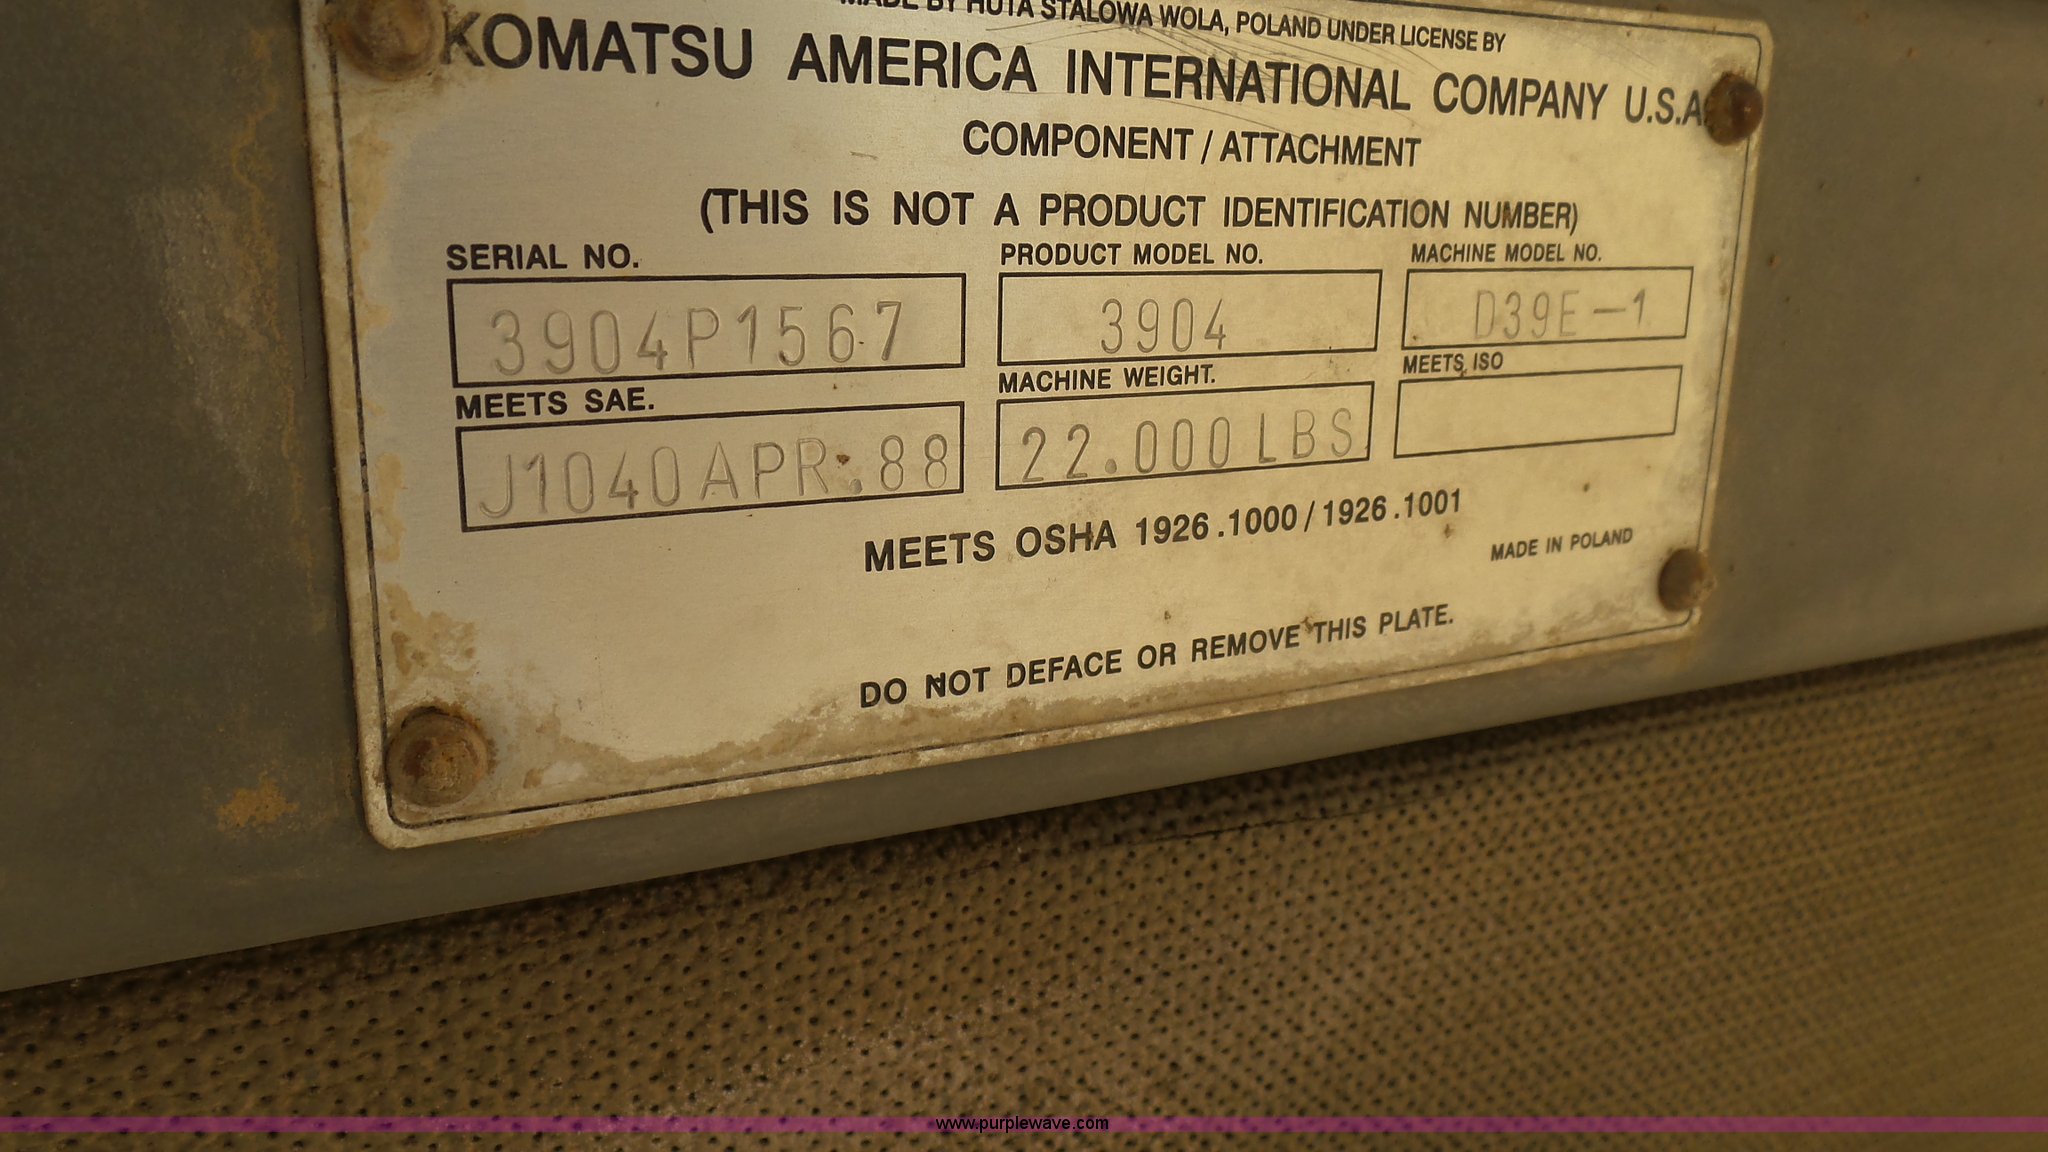 MADE BY HUTA STALOWA WOLA, POLAND UNDER LICENSE BY
KOMATSU AMERICA INTERNATIONAL COMPANY U.S.A.
COMPONENT / ATTACHMENT
(THIS IS NOT A PRODUCT IDENTIFICATION NUMBER)
SERIAL NO. PRODUCT MODEL NO. MACHINE MODEL NO.
3904P1567 3904 D39E-1
MEETS SAE. MACHINE WEIGHT. MEETS ISO
J1040APR.88 22.000LBS
MEETS OSHA 1926.1000/1926.1001
MADE IN POLAND
DO NOT DEFACE OR REMOVE THIS PLATE.
www.purplewave.com